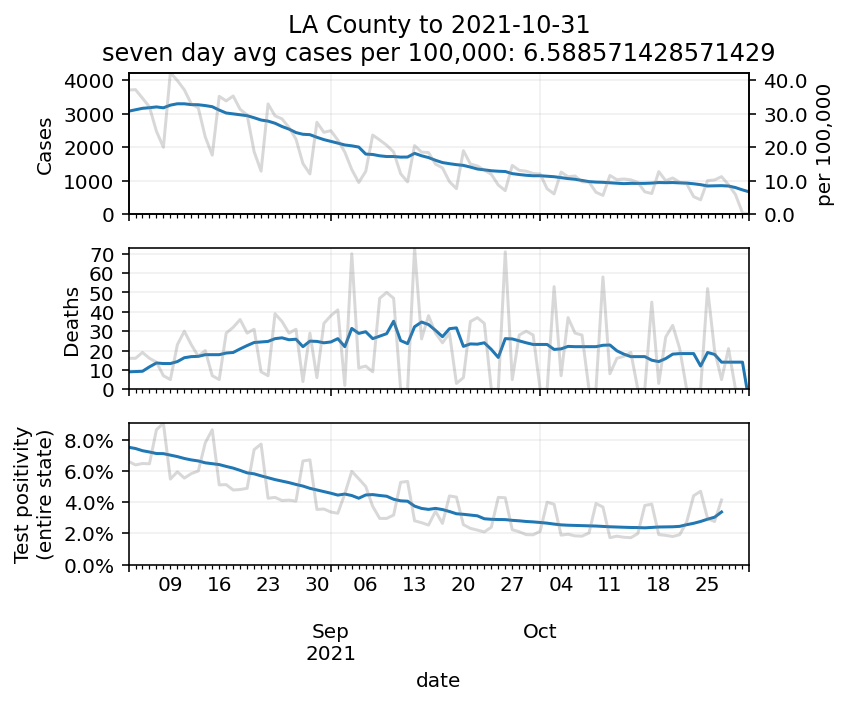 LA County to 2021-10-31
seven day avg cases per 100,000: 6.588571428571429
4000
3000
2000
1000
0
Cases
40.0
30.0
20.0
10.0
0.0
per 100,000
70
60
50
40
30
20
10
0
Deaths
8.0%
6.0%
4.0%
2.0%
0.0%
Test positivity
(entire state)
09 16 23 30 06 13 20 27 04 11 18 25
Sep Oct
2021
date